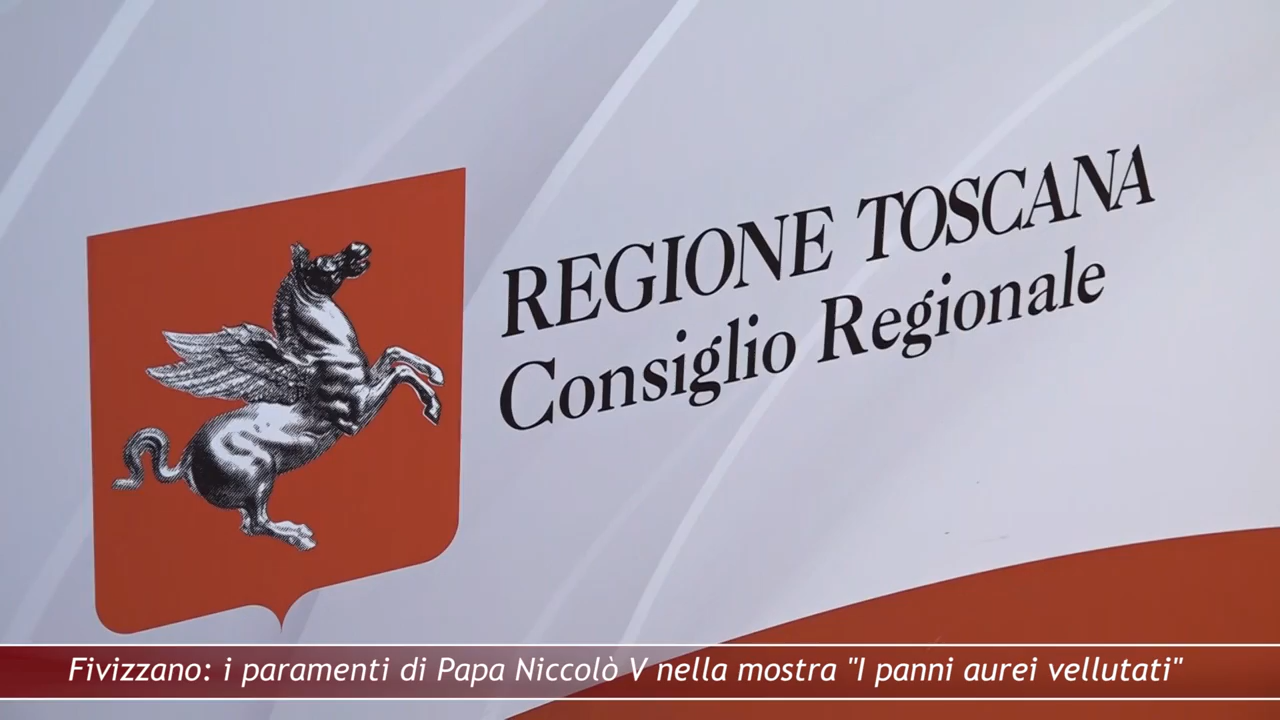 REGIONE TOSCANA
Consiglio Regionale
Fivizzano: i paramenti di Papa Niccolò V nella mostra "I panni aurei vellutati"